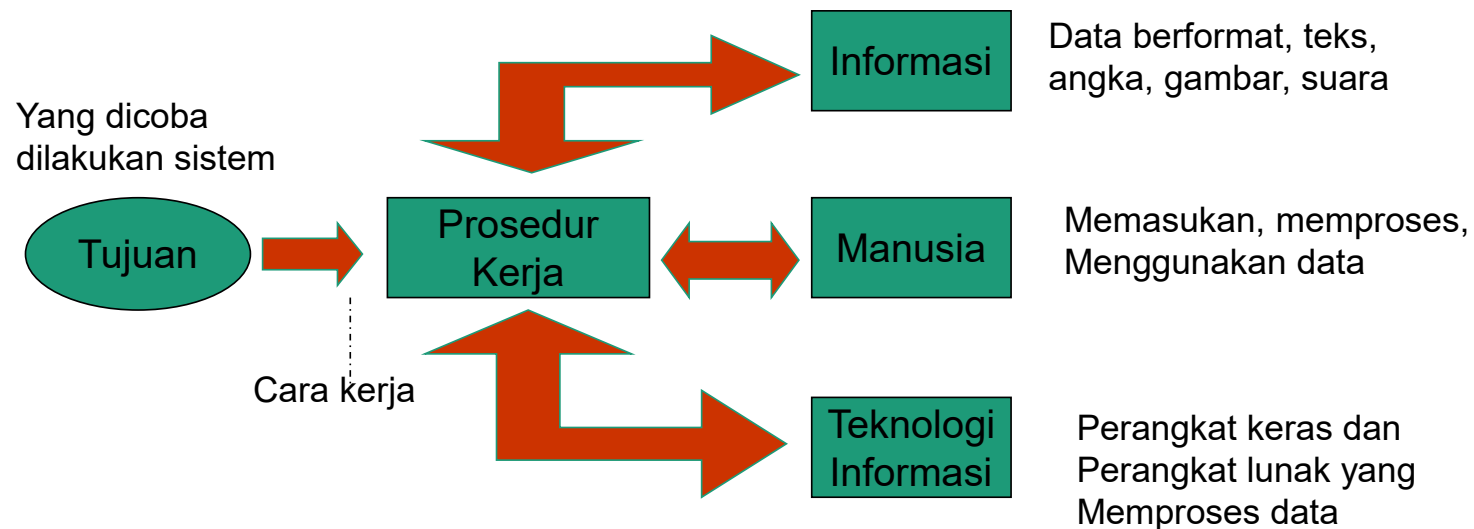 Informasi
Data berformat, teks,
angka, gambar, suara
Yang dicoba
dilakukan sistem
Tujuan
Prosedur
Kerja
Manusia
Memasukan, memproses,
Menggunakan data
Cara kerja
Teknologi
Informasi
Perangkat keras dan
Perangkat lunak yang
Memproses data